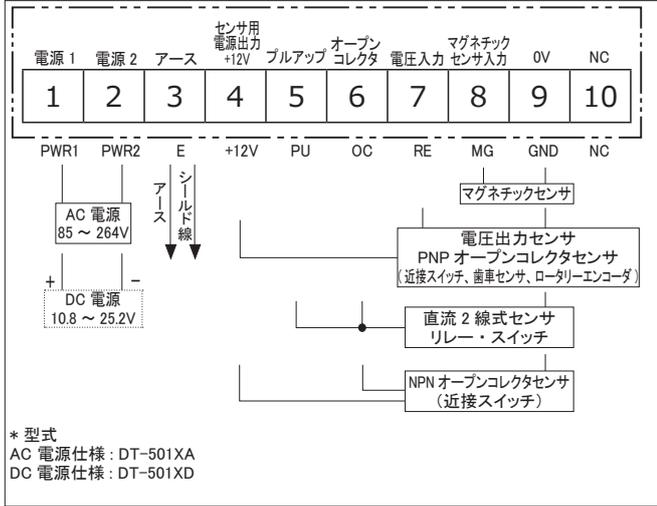 電源 1
電源 2
アース
センサ用
電源出力
+12V
プルアップ
オープン
コレクタ
電圧入力
マグネチック
センサ入力
0V
NC
1 2 3 4 5 6 7 8 9 10
PWR1 PWR2 E +12V PU OC RE MG GND NC
アース
シールド線
マグネチックセンサ
AC 電源
85 ～ 264V
電圧出力センサ
PNP オープンコレクタセンサ
(近接スイッチ、歯車センサ、ロータリーエンコーダ)
+ −
DC 電源
10.8 ～ 25.2V
直流 2 線式センサ
リレー・スイッチ
NPN オープンコレクタセンサ
(近接スイッチ)
* 型式
AC 電源仕様 : DT-501XA
DC 電源仕様 : DT-501XD